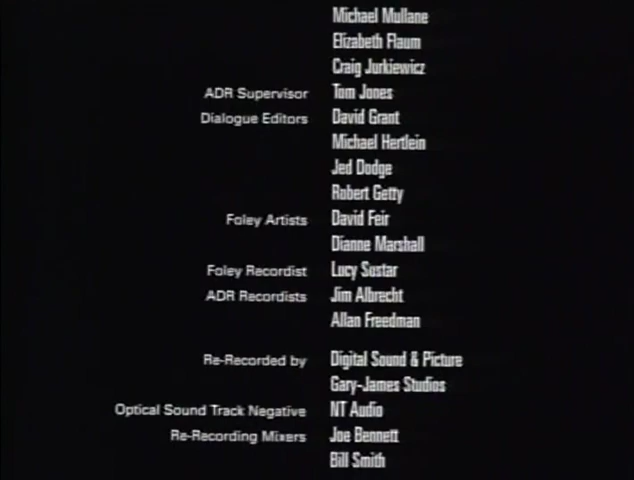 Michael Mullane
Elizabeth Flaum
Craig Jurkiewicz
ADR Supervisor Tom Jones
Dialogue Editors David Grant
Michael Hertlein
Jed Dodge
Robert Getty
Foley Artists David Feir
Dianne Marshall
Foley Recordist Lucy Sustar
ADR Recordists Jim Albrecht
Allan Freedman
Re-Recorded by Digital Sound & Picture
Gary-James Studios
Optical Sound Track Negative NT Audio
Re-Recording Mixers Joe Bennett
Bill Smith